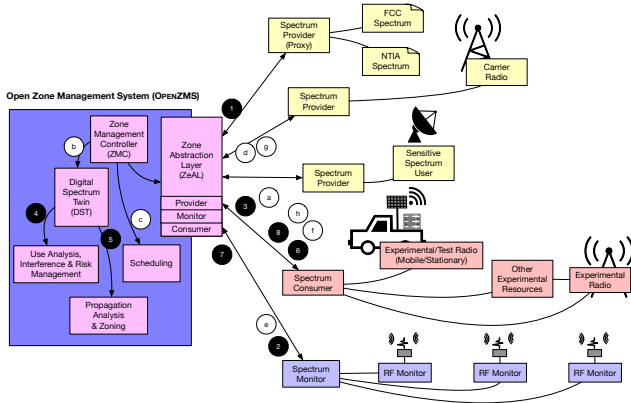 FCC
Spectrum
Spectrum
Provider
(Proxy)
NTIA
Spectrum
Carrier
Radio
Open Zone Management System (OPENZMS)
1
Spectrum
Provider
Zone
Management
Controller
(ZMC)
Zone
Abstraction
Layer
(ZeAL)
b
d
g
Sensitive
Spectrum
User
Digital
Spectrum
Twin
(DST)
Spectrum
Provider
Provider
Monitor
Consumer
3
a
h
f
4
c
5
8
6
7
Use Analysis,
Interference & Risk
Management
Scheduling
Experimental/Test Radio
(Mobile/Stationary)
Spectrum
Consumer
Other
Experimental
Resources
Experimental
Radio
Propagation
Analysis
& Zoning
e
2
Spectrum
Monitor
RF Monitor
RF Monitor
RF Monitor